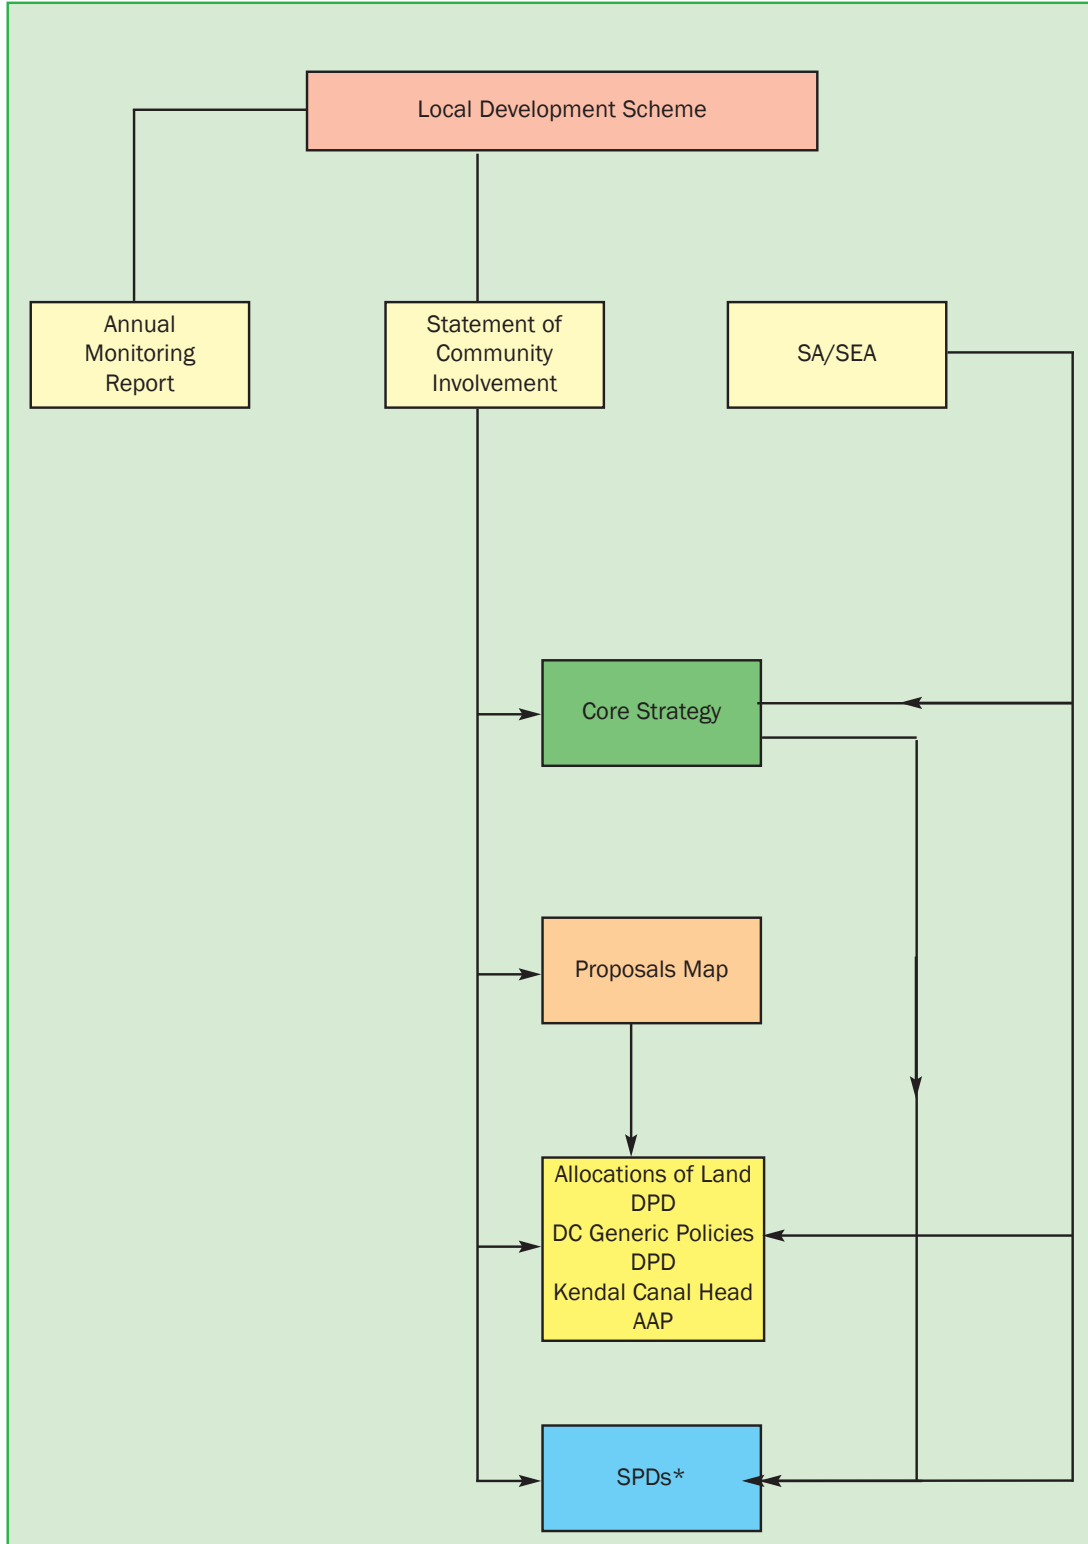 Local Development Scheme
Annual
Monitoring
Report
Statement of
Community
Involvement
SA/SEA
Core Strategy
Proposals Map
Allocations of Land
DPD
DC Generic Policies
DPD
Kendal Canal Head
AAP
SPDs*